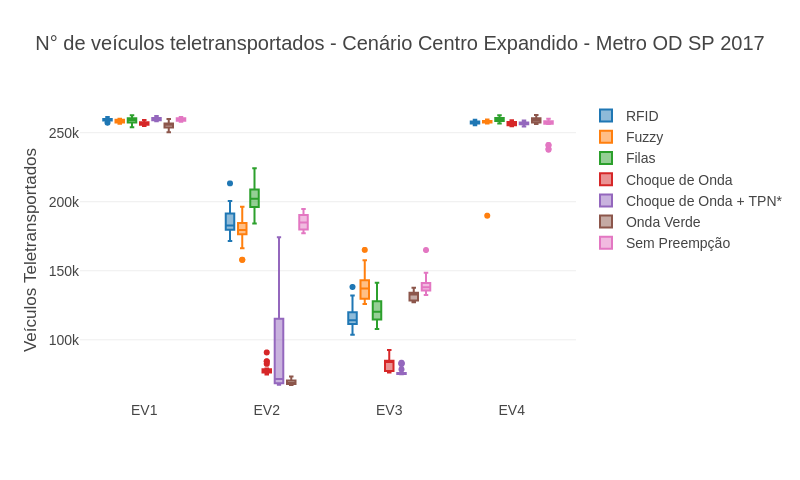 N° de veículos teletransportados - Cenário Centro Expandido - Metro OD SP 2017
Veículos Teletransportados
250k
200k
150k
100k
EV1
EV2
EV3
EV4
RFID
Fuzzy
Filas
Choque de Onda
Choque de Onda + TPN*
Onda Verde
Sem Preempção